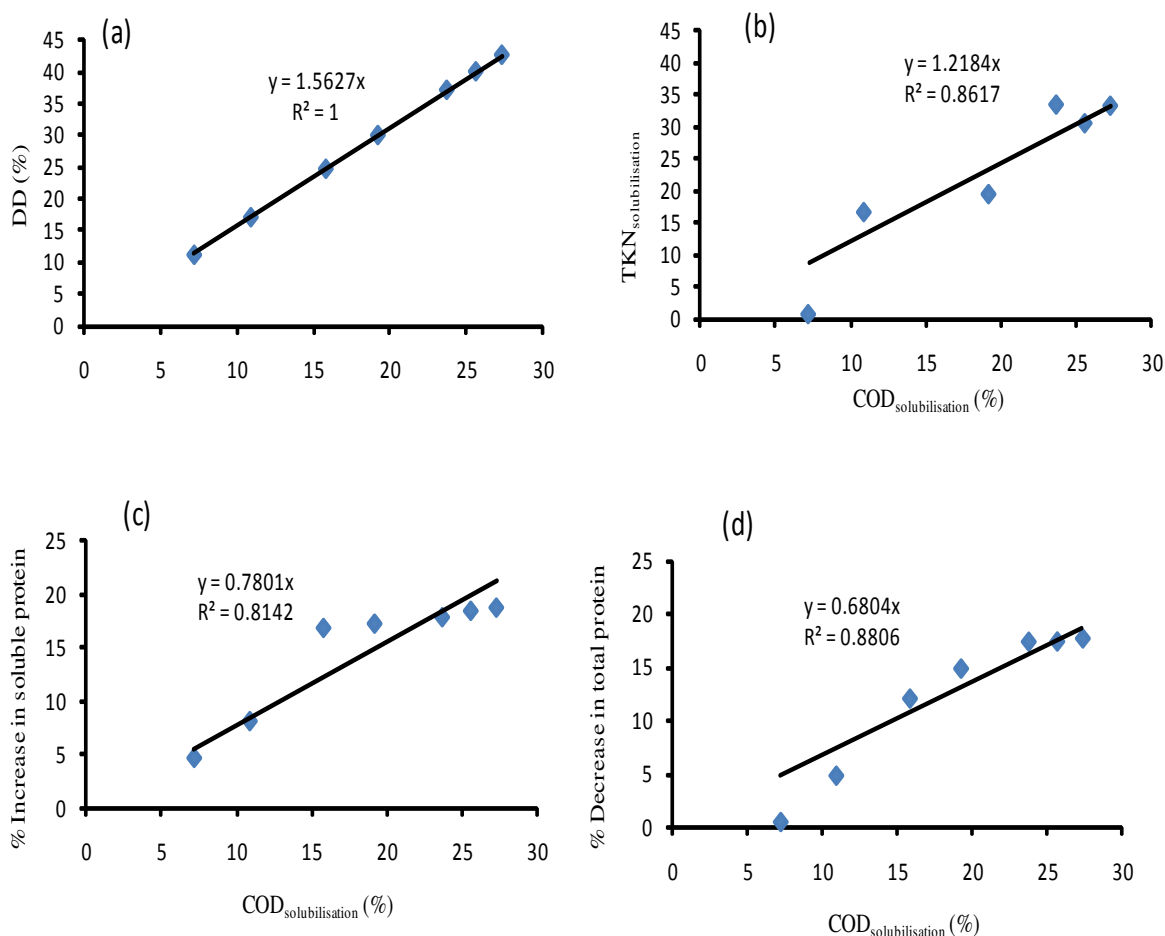 (a)
45
40
35
30
25
20
15
10
5
0
DD (%)
y = 1.5627x
R² = 1
0 5 10 15 20 25 30
(b)
45
40
35
30
25
20
15
10
5
0
TKNsolubilisation
y = 1.2184x
R² = 0.8617
0 5 10 15 20 25 30
CODsolubilisation (%)
(c)
25
20
15
10
5
0
% Increase in soluble protein
y = 0.7801x
R² = 0.8142
0 5 10 15 20 25 30
CODsolubilisation (%)
(d)
25
20
15
10
5
0
% Decrease in total protein
y = 0.6804x
R² = 0.8806
0 5 10 15 20 25 30
CODsolubilisation (%)